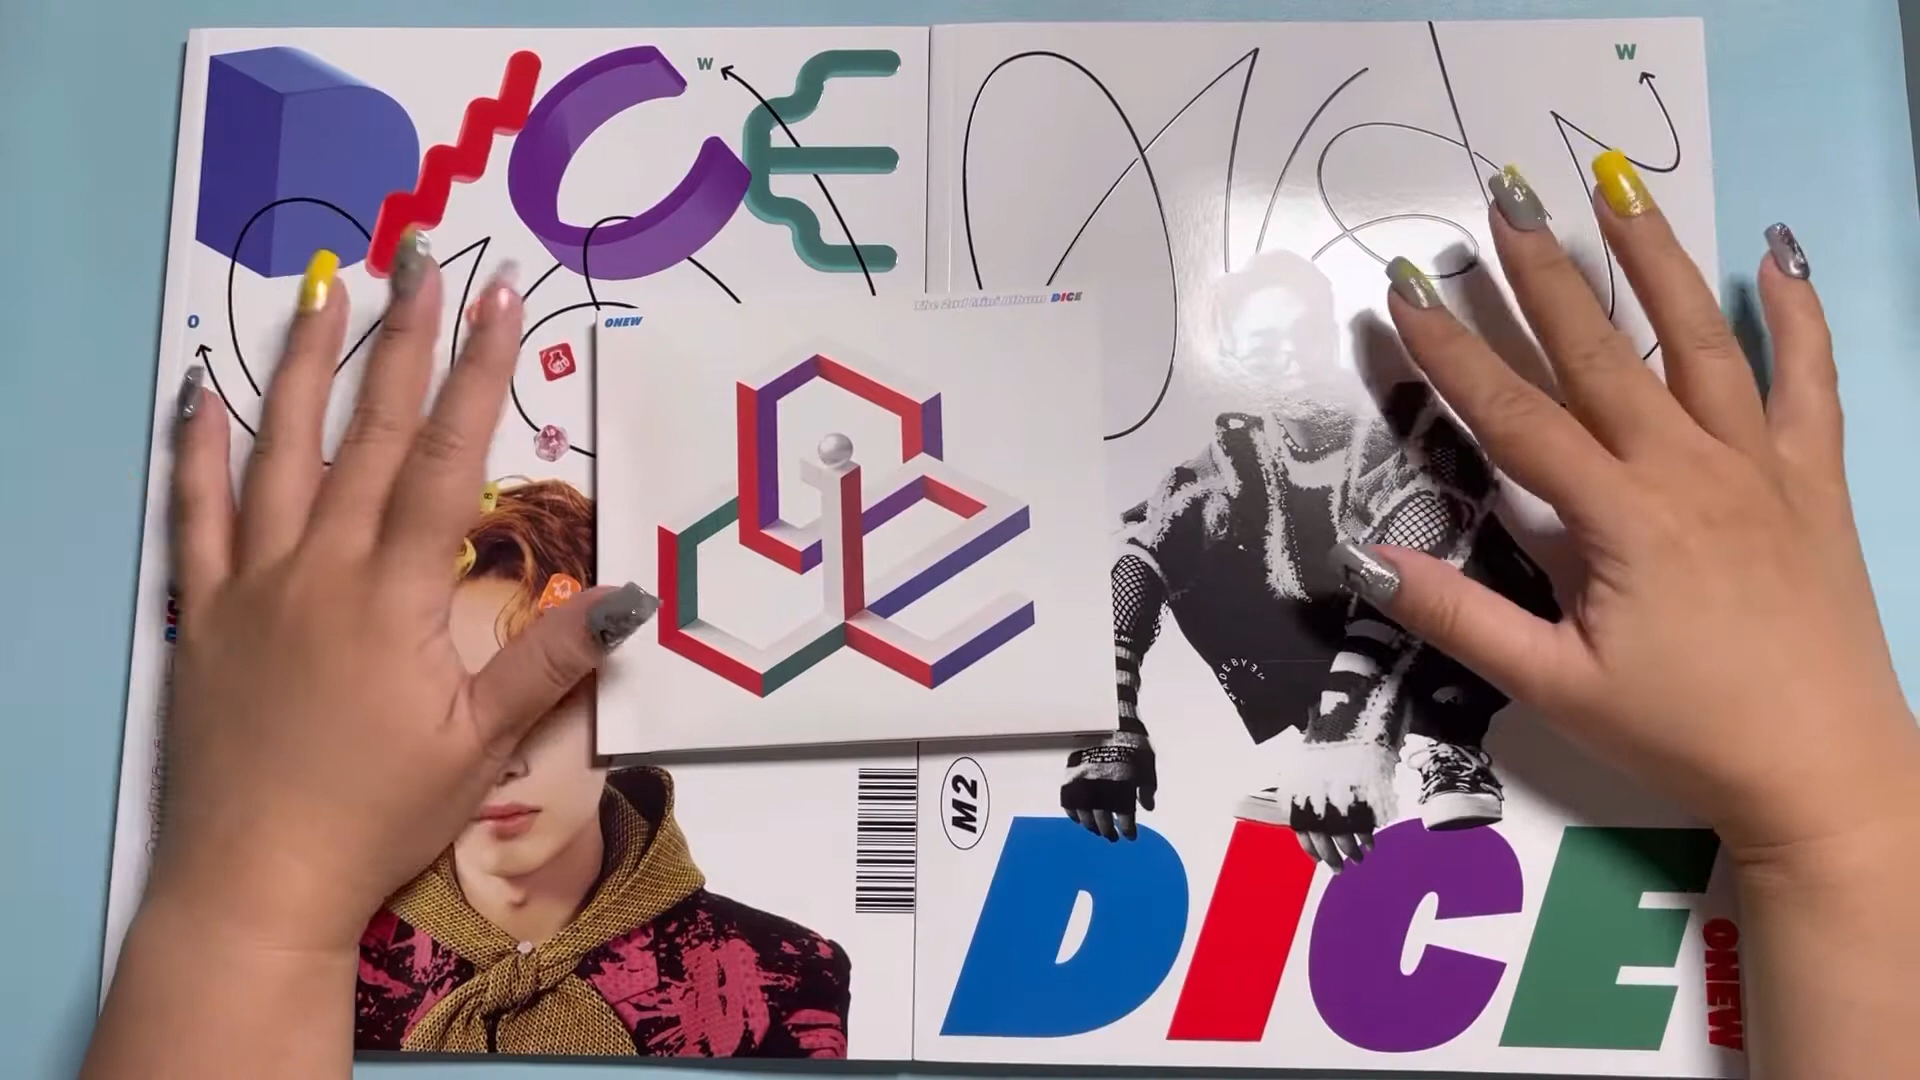 DICE
W
W
O
ONEW
The 2nd Mini Album DICE
M2
DICE
ONEW